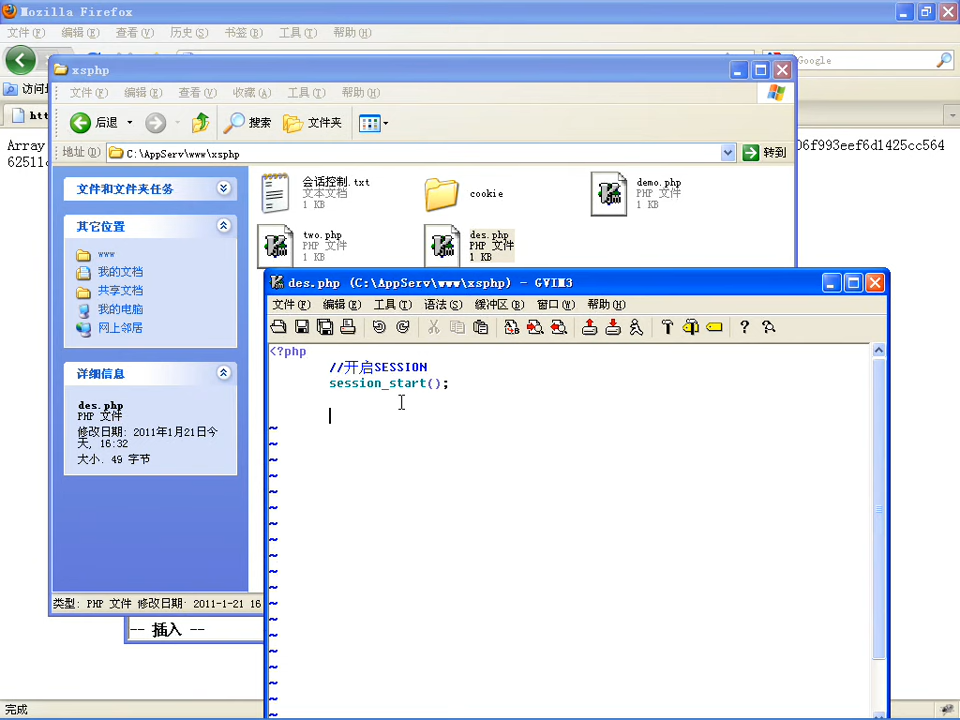 Mozilla Firefox
文件(F) 编辑(E) 查看(V) 历史(S) 书签(B) 工具(T) 帮助(H)
xsphp
Google
访问
文件(F) 编辑(E) 查看(V) 收藏(A) 工具(T) 帮助(H)
htt
后退 搜索 文件夹
Array
06f993eef6d1425cc564
地址(D) C:\AppServ\www\xsphp 转到
62511
文件和文件夹任务
会话控制.txt
文本文档
1 KB
cookie
demo.php
PHP 文件
1 KB
其它位置
two.php
PHP 文件
1 KB
des.php
PHP 文件
1 KB
www
我的文档
共享文档
我的电脑
网上邻居
des.php (C:\AppServ\www\xsphp) - GVIM3
文件(F) 编辑(E) 工具(T) 语法(S) 缓冲区(B) 窗口(W) 帮助(H)
<?php
//开启SESSION
session_start();
详细信息
des.php
PHP 文件
修改日期: 2011年1月21日今
天, 16:32
大小: 49 字节
类型: PHP 文件 修改日期: 2011-1-21 16
-- 插入 --
完成